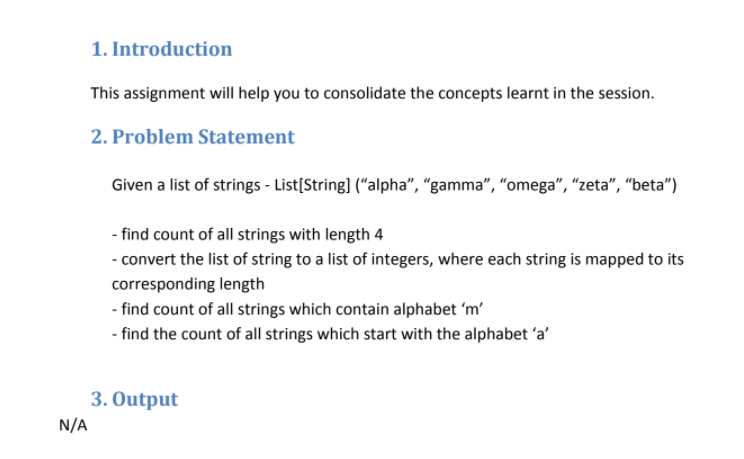 1. Introduction
This assignment will help you to consolidate the concepts learnt in the session.
2. Problem Statement
Given a list of strings - List[String] (“alpha”, “gamma”, “omega”, “zeta”, “beta”)
- find count of all strings with length 4
- convert the list of string to a list of integers, where each string is mapped to its
corresponding length
- find count of all strings which contain alphabet ‘m’
- find the count of all strings which start with the alphabet ‘a’
3. Output
N/A